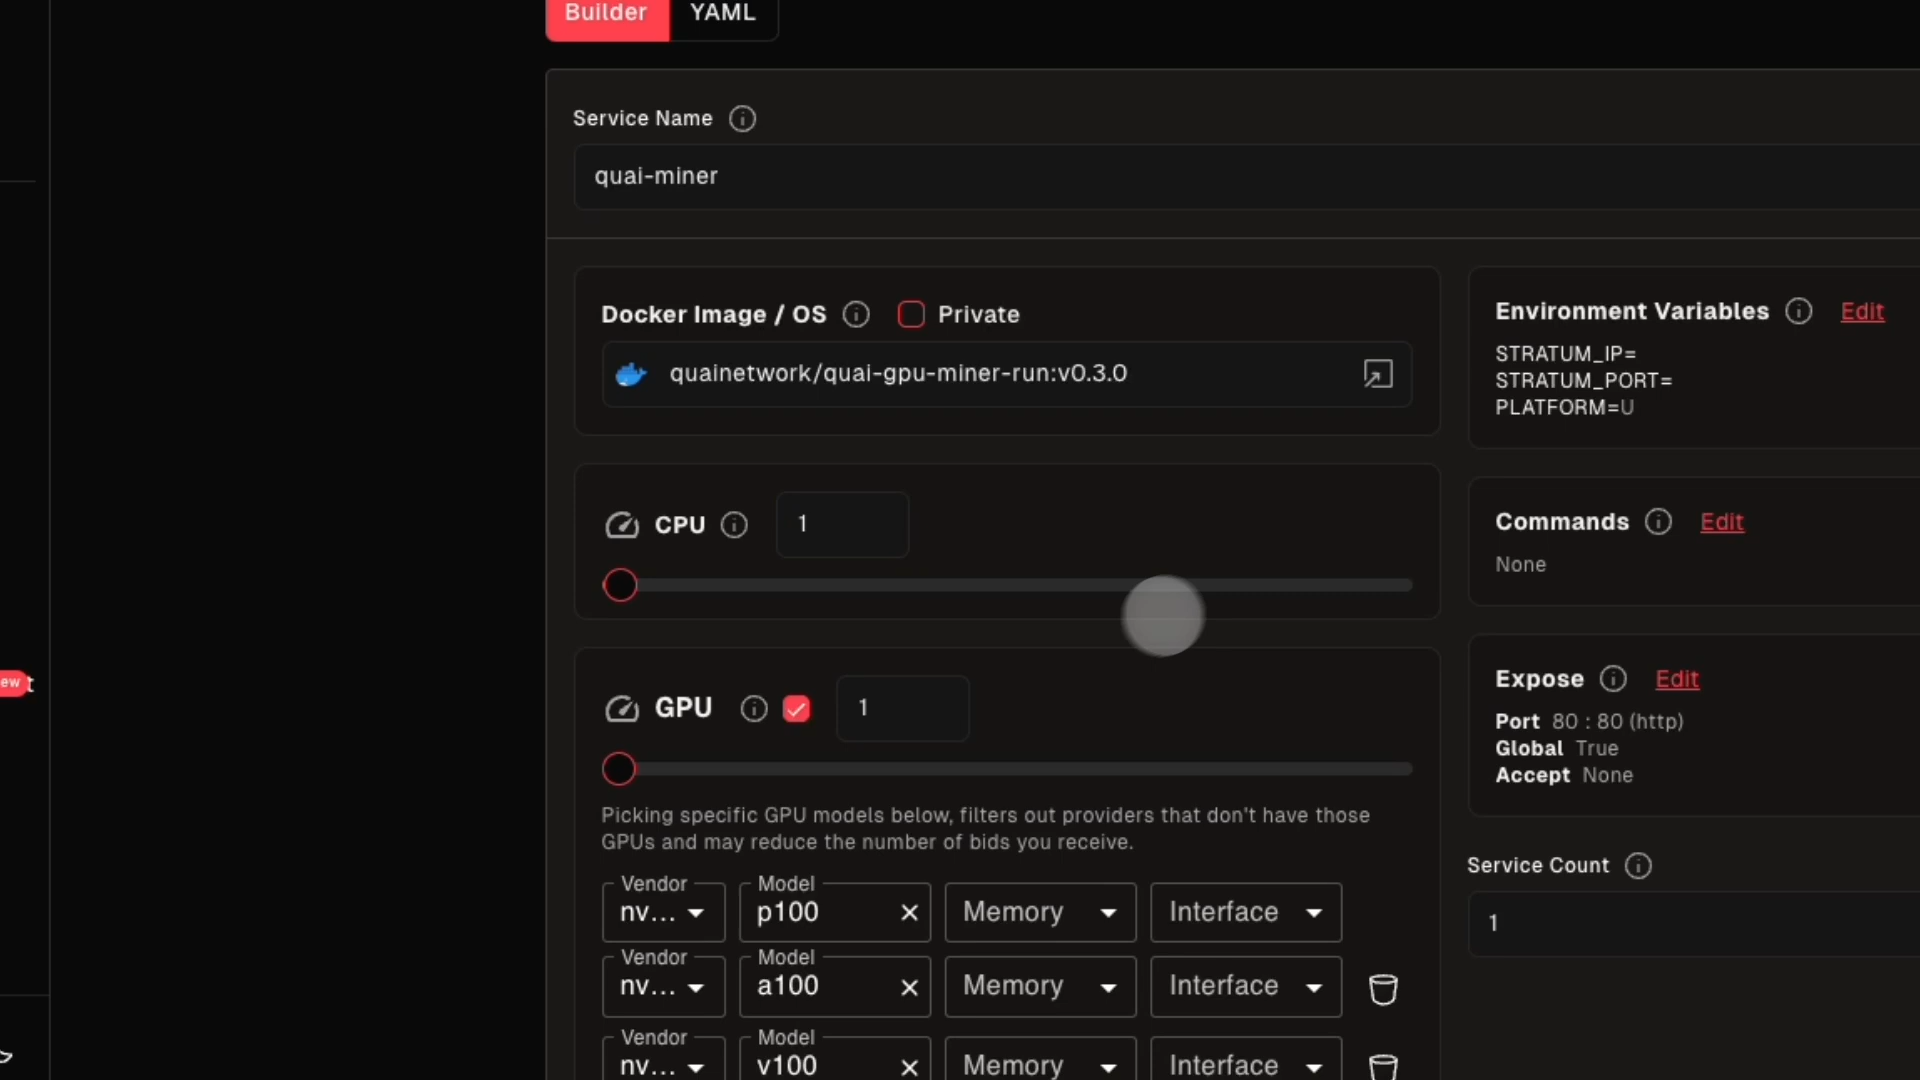 Builder YAML
Service Name
quai-miner
Docker Image / OS Private
quainetwork/quai-gpu-miner-run:v0.3.0
CPU 1
GPU 1
Picking specific GPU models below, filters out providers that don't have those
GPUs and may reduce the number of bids you receive.
Vendor Model
nv... p100 Memory Interface
Vendor Model
nv... a100 Memory Interface
Vendor Model
nv... v100 Memory Interface
Environment Variables Edit
STRATUM_IP=
STRATUM_PORT=
PLATFORM=U
Commands Edit
None
Expose Edit
Port 80 : 80 (http)
Global True
Accept None
Service Count
1